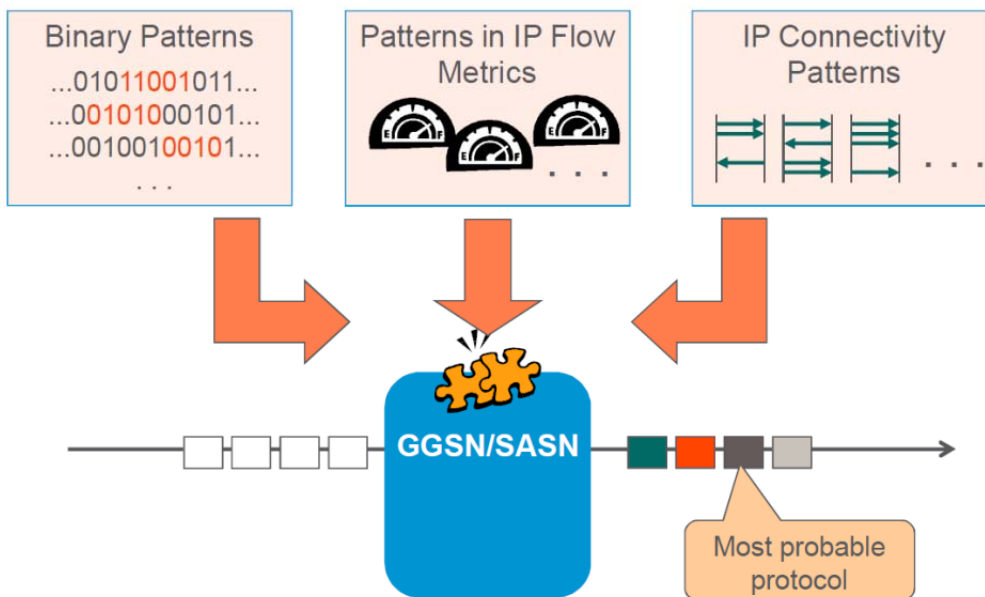 Binary Patterns
...01011001011...
...00101000101...
...00100100101...
...
Patterns in IP Flow
Metrics
E F E F E F
...
IP Connectivity
Patterns
...
GGSN/SASN
Most probable
protocol